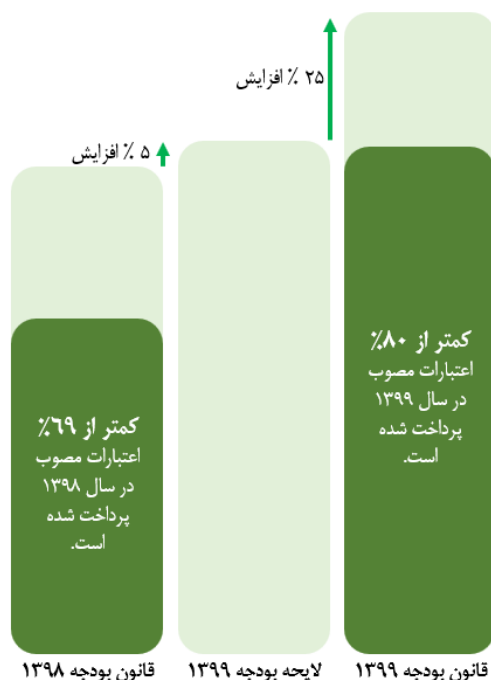 ۲۵ ٪ افزایش
۵ ٪ افزایش
کمتر از ۸۰٪
اعتبارات مصوب
در سال ۱۳۹۹
پرداخت شده
است.
کمتر از ۶۹٪
اعتبارات مصوب
در سال ۱۳۹۸
پرداخت شده
است.
قانون بودجه ۱۳۹۹
لایحه بودجه ۱۳۹۹
قانون بودجه ۱۳۹۸